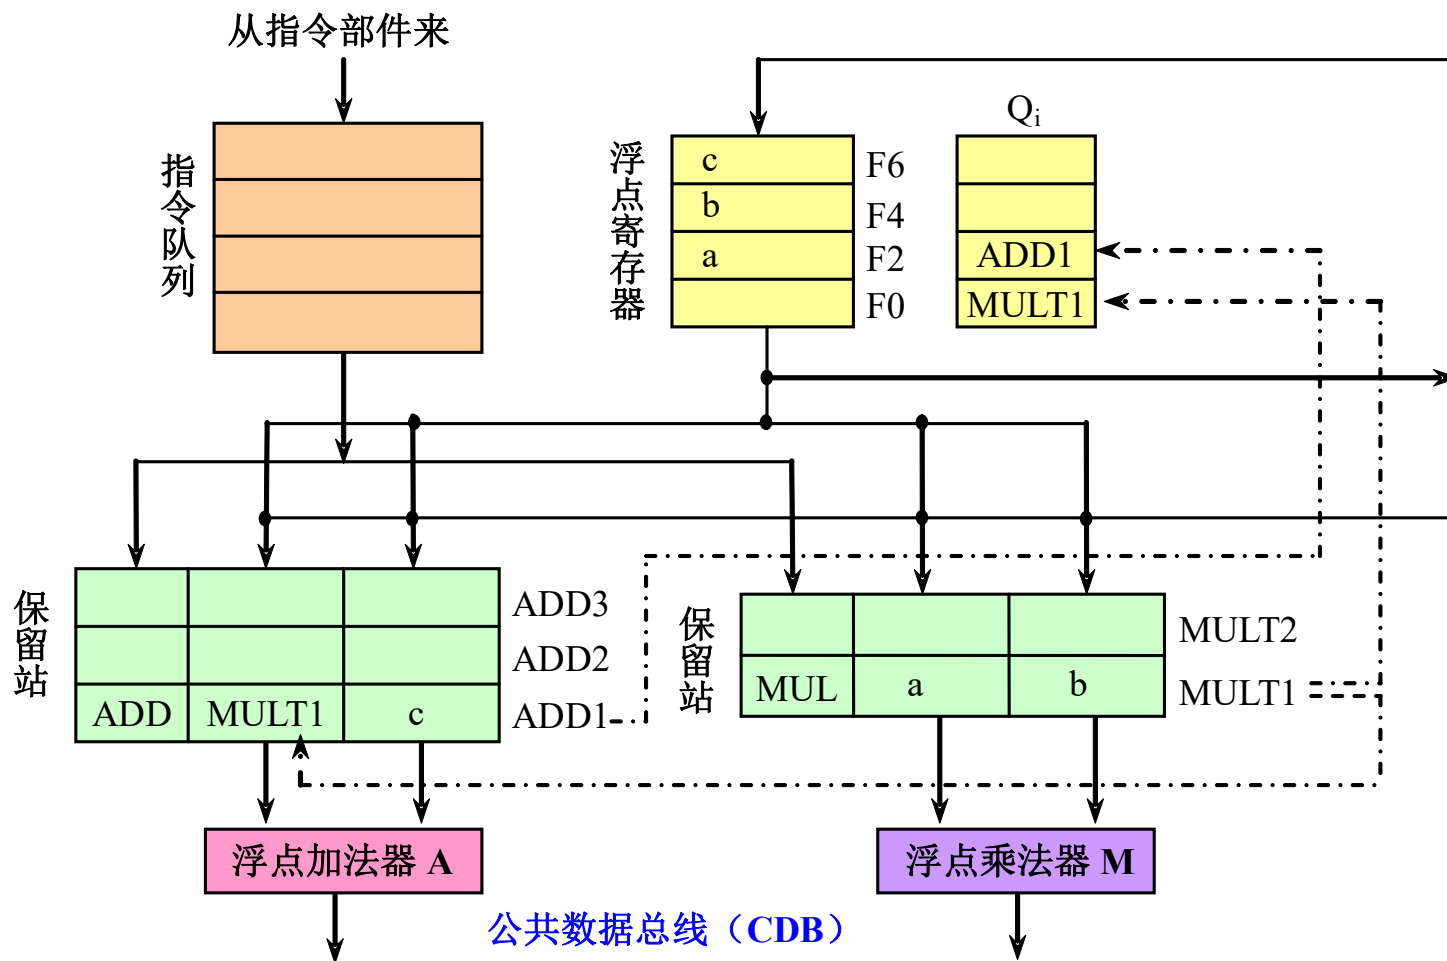 从指令部件来
指令队列
浮点寄存器
Qi
c
F6
b
F4
a
F2
ADD1
F0
MULT1
保留站
ADD3
ADD2
ADD
MULT1
c
ADD1
保留站
MULT2
MUL
a
b
MULT1
浮点加法器 A
浮点乘法器 M
公共数据总线（CDB）